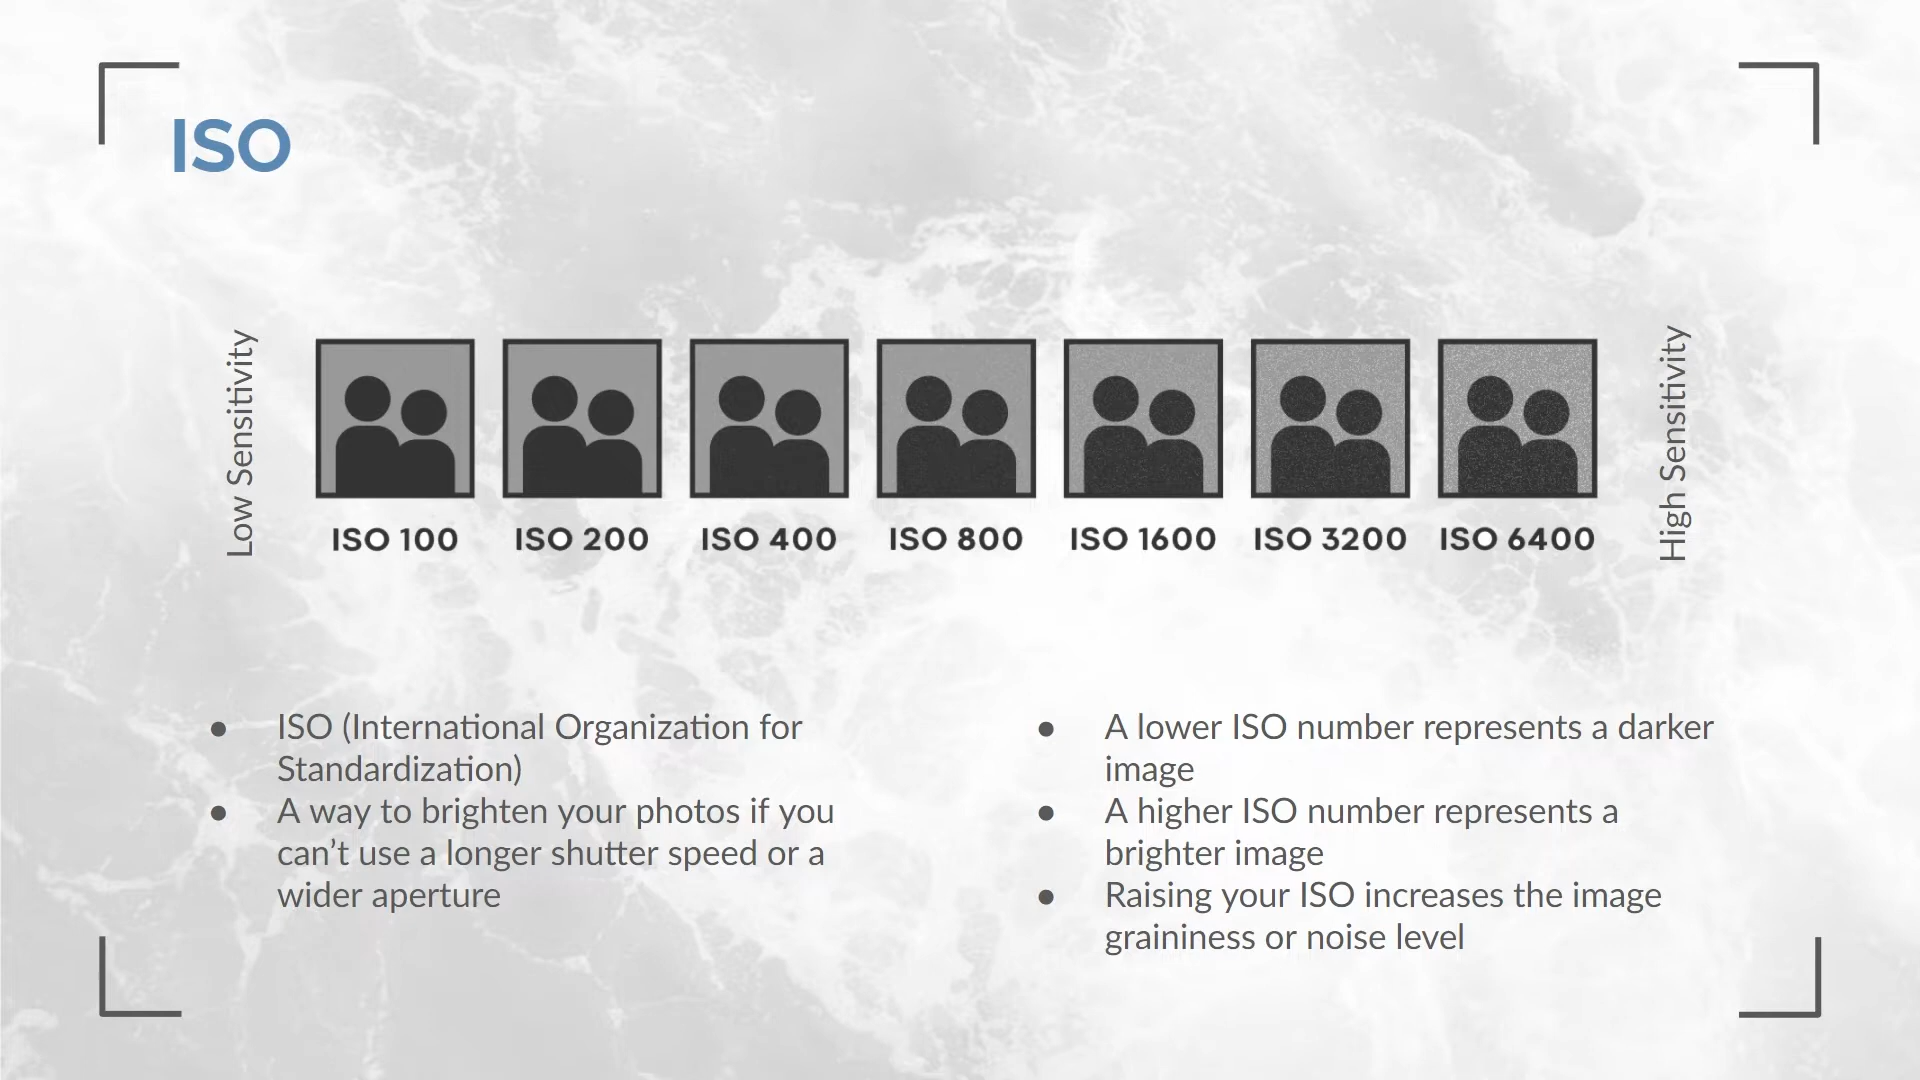 ISO
Low Sensitivity
High Sensitivity
ISO 100
ISO 200
ISO 400
ISO 800
ISO 1600
ISO 3200
ISO 6400
● ISO (International Organization for
Standardization)
● A way to brighten your photos if you
can’t use a longer shutter speed or a
wider aperture
● A lower ISO number represents a darker
image
● A higher ISO number represents a
brighter image
● Raising your ISO increases the image
graininess or noise level